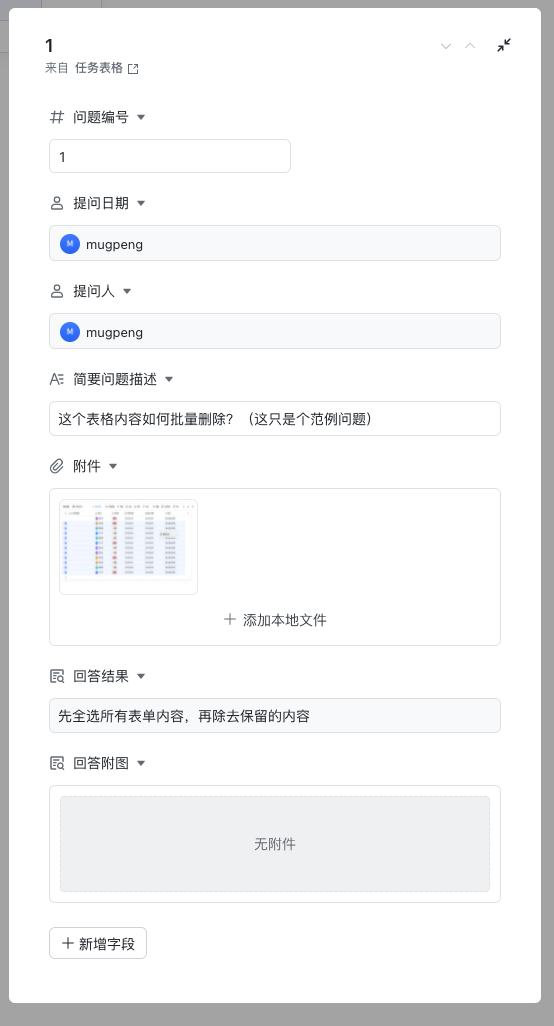 1
来自 任务表格
问题编号
1
提问日期
M mugpeng
提问人
M mugpeng
简要问题描述
这个表格内容如何批量删除? （这只是个范例问题）
附件
添加本地文件
回答结果
先全选所有表单内容，再除去保留的内容
回答附图
无附件
新增字段